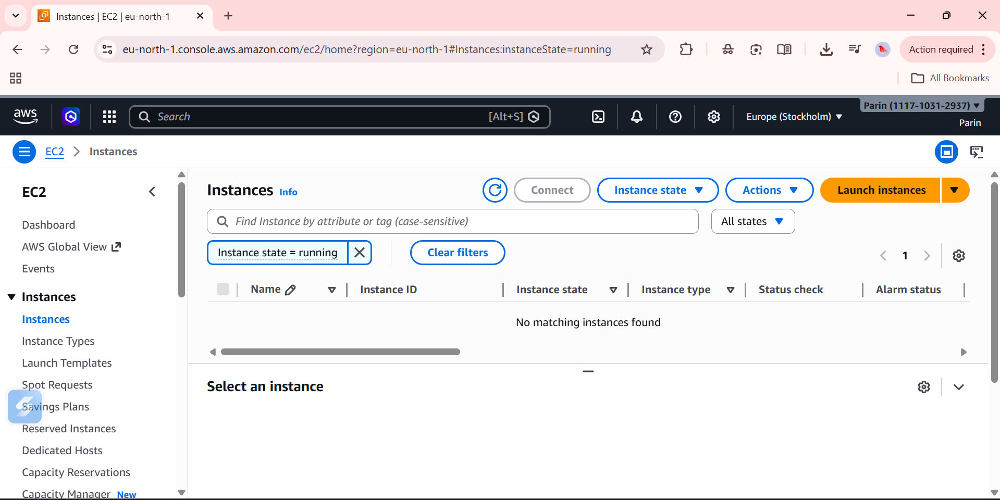 Instances | EC2 | eu-north-1
eu-north-1.console.aws.amazon.com/ec2/home?region=eu-north-1#Instances:instanceState=running
Action required
All Bookmarks
aws
Search
[Alt+S]
Europe (Stockholm)
Parin (1117-1031-2937)
Parin
EC2
Instances
EC2
Dashboard
AWS Global View
Events
Instances
Instances
Instance Types
Launch Templates
Spot Requests
Savings Plans
Reserved Instances
Dedicated Hosts
Capacity Reservations
Capacity Manager New
Instances Info
Connect
Instance state
Actions
Launch instances
Find Instance by attribute or tag (case-sensitive)
All states
Instance state = running
Clear filters
1
Name
Instance ID
Instance state
Instance type
Status check
Alarm status
No matching instances found
Select an instance